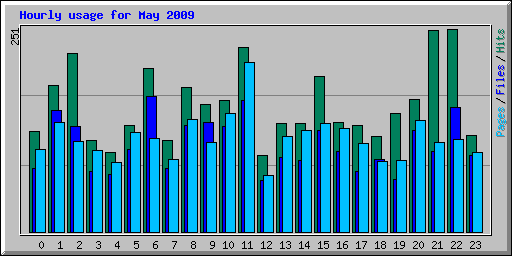 Hourly usage for May 2009
251
Pages / Files / Hits
0 1 2 3 4 5 6 7 8 9 10 11 12 13 14 15 16 17 18 19 20 21 22 23